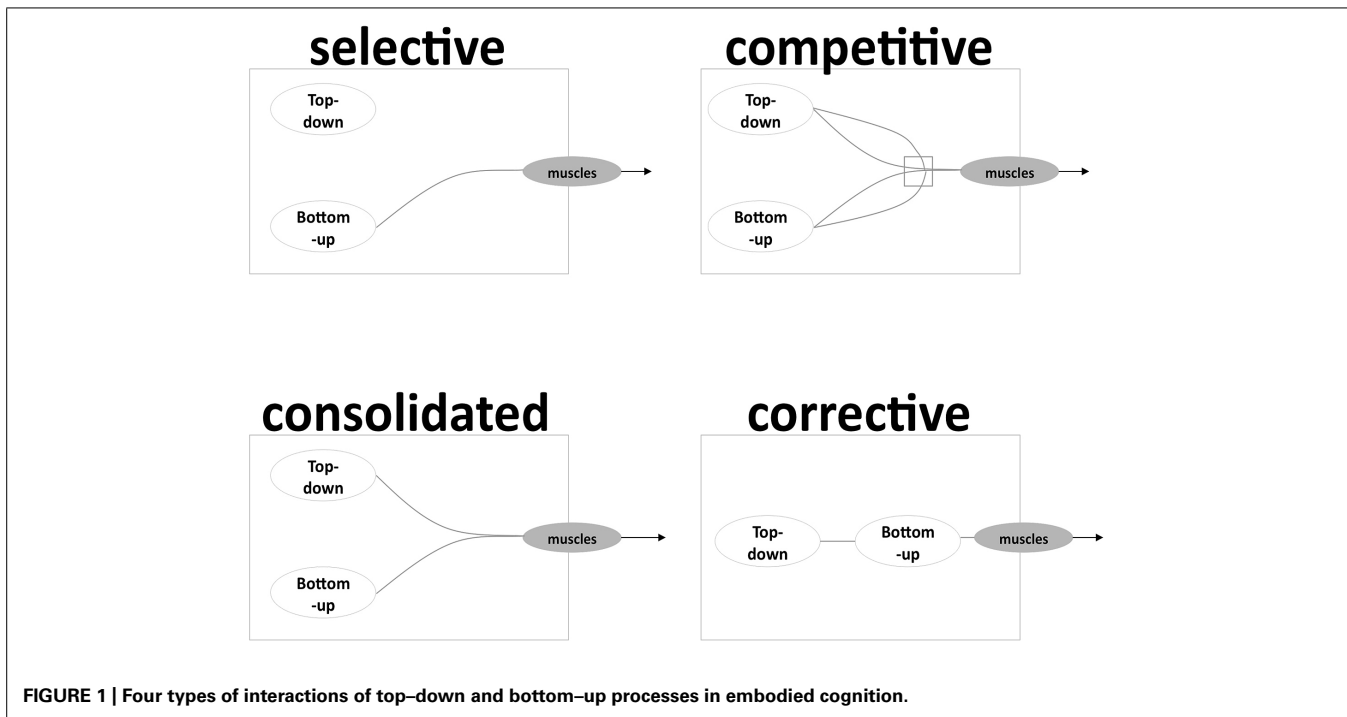 selective
Top-
down
muscles
Bottom
-up
competitive
Top-
down
muscles
Bottom
-up
consolidated
Top-
down
muscles
Bottom
-up
corrective
Top-
down
Bottom
-up
muscles
FIGURE 1 | Four types of interactions of top–down and bottom–up processes in embodied cognition.